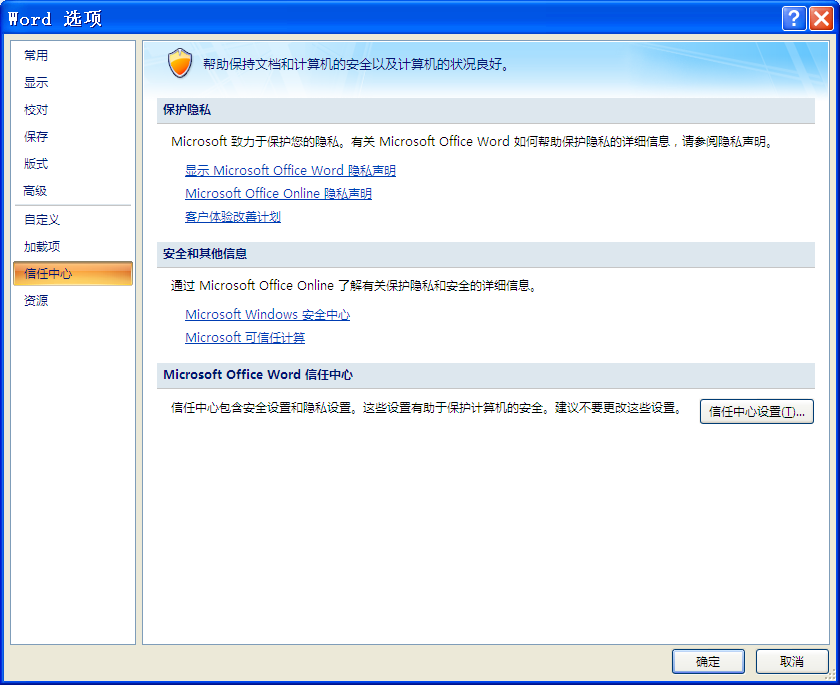 Word 选项
常用
显示
校对
保存
版式
高级
自定义
加载项
信任中心
资源
帮助保持文档和计算机的安全以及计算机的状况良好。
保护隐私
Microsoft 致力于保护您的隐私。有关 Microsoft Office Word 如何帮助保护隐私的详细信息，请参阅隐私声明。
显示 Microsoft Office Word 隐私声明
Microsoft Office Online 隐私声明
客户体验改善计划
安全和其他信息
通过 Microsoft Office Online 了解有关保护隐私和安全的详细信息。
Microsoft Windows 安全中心
Microsoft 可信任计算
Microsoft Office Word 信任中心
信任中心包含安全设置和隐私设置。这些设置有助于保护计算机的安全。建议不要更改这些设置。
信任中心设置(T)...
确定
取消